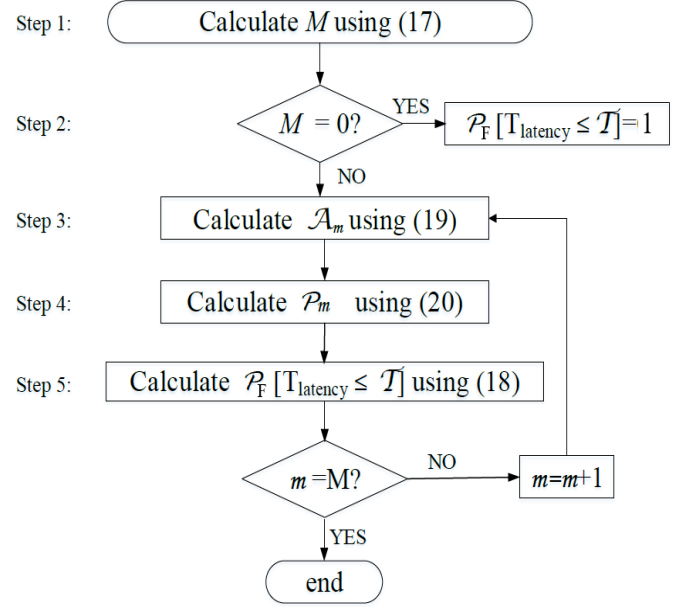 Step 1: Calculate M using (17)
Step 2: M = 0? YES 𝒫F [Tlatency ≤ 𝒯]=1
NO
Step 3: Calculate 𝒜m using (19)
Step 4: Calculate 𝒫m using (20)
Step 5: Calculate 𝒫F [Tlatency ≤ 𝒯] using (18)
m =M? NO m=m+1
YES
end